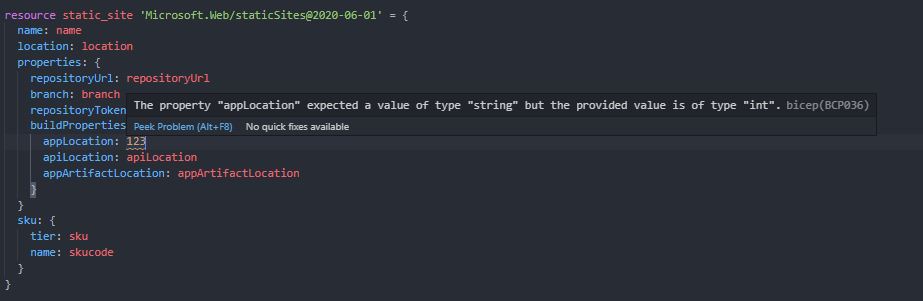 resource static_site 'Microsoft.Web/staticSites@2020-06-01' = {
  name: name
  location: location
  properties: {
    repositoryUrl: repositoryUrl
    branch: branch
The property "appLocation" expected a value of type "string" but the provided value is of type "int". bicep(BCP036)
    repositoryToken
    buildProperties
Peek Problem (Alt+F8) No quick fixes available
      appLocation: 123
      apiLocation: apiLocation
      appArtifactLocation: appArtifactLocation
    }
  }
  sku: {
    tier: sku
    name: skucode
  }
}